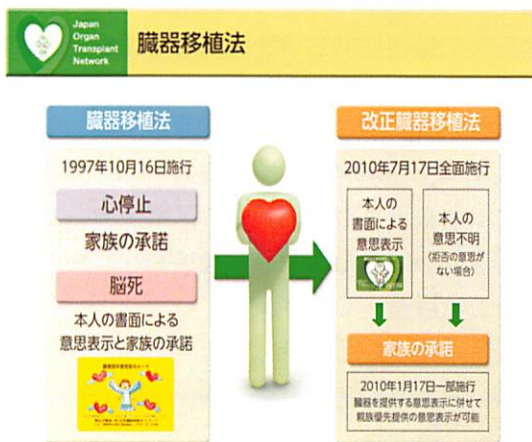 Japan
Organ
Transplant
Network
臓器移植法
臓器移植法
1997年10月16日施行
心停止
家族の承諾
脳死
本人の書面による
意思表示と家族の承諾
改正臓器移植法
2010年7月17日全面施行
本人の
書面による
意思表示
本人の
意思不明
(拒否の意思が
ない場合)
家族の承諾
2010年1月17日一部施行
臓器を提供する意思表示に併せて
親族優先提供の意思表示が可能